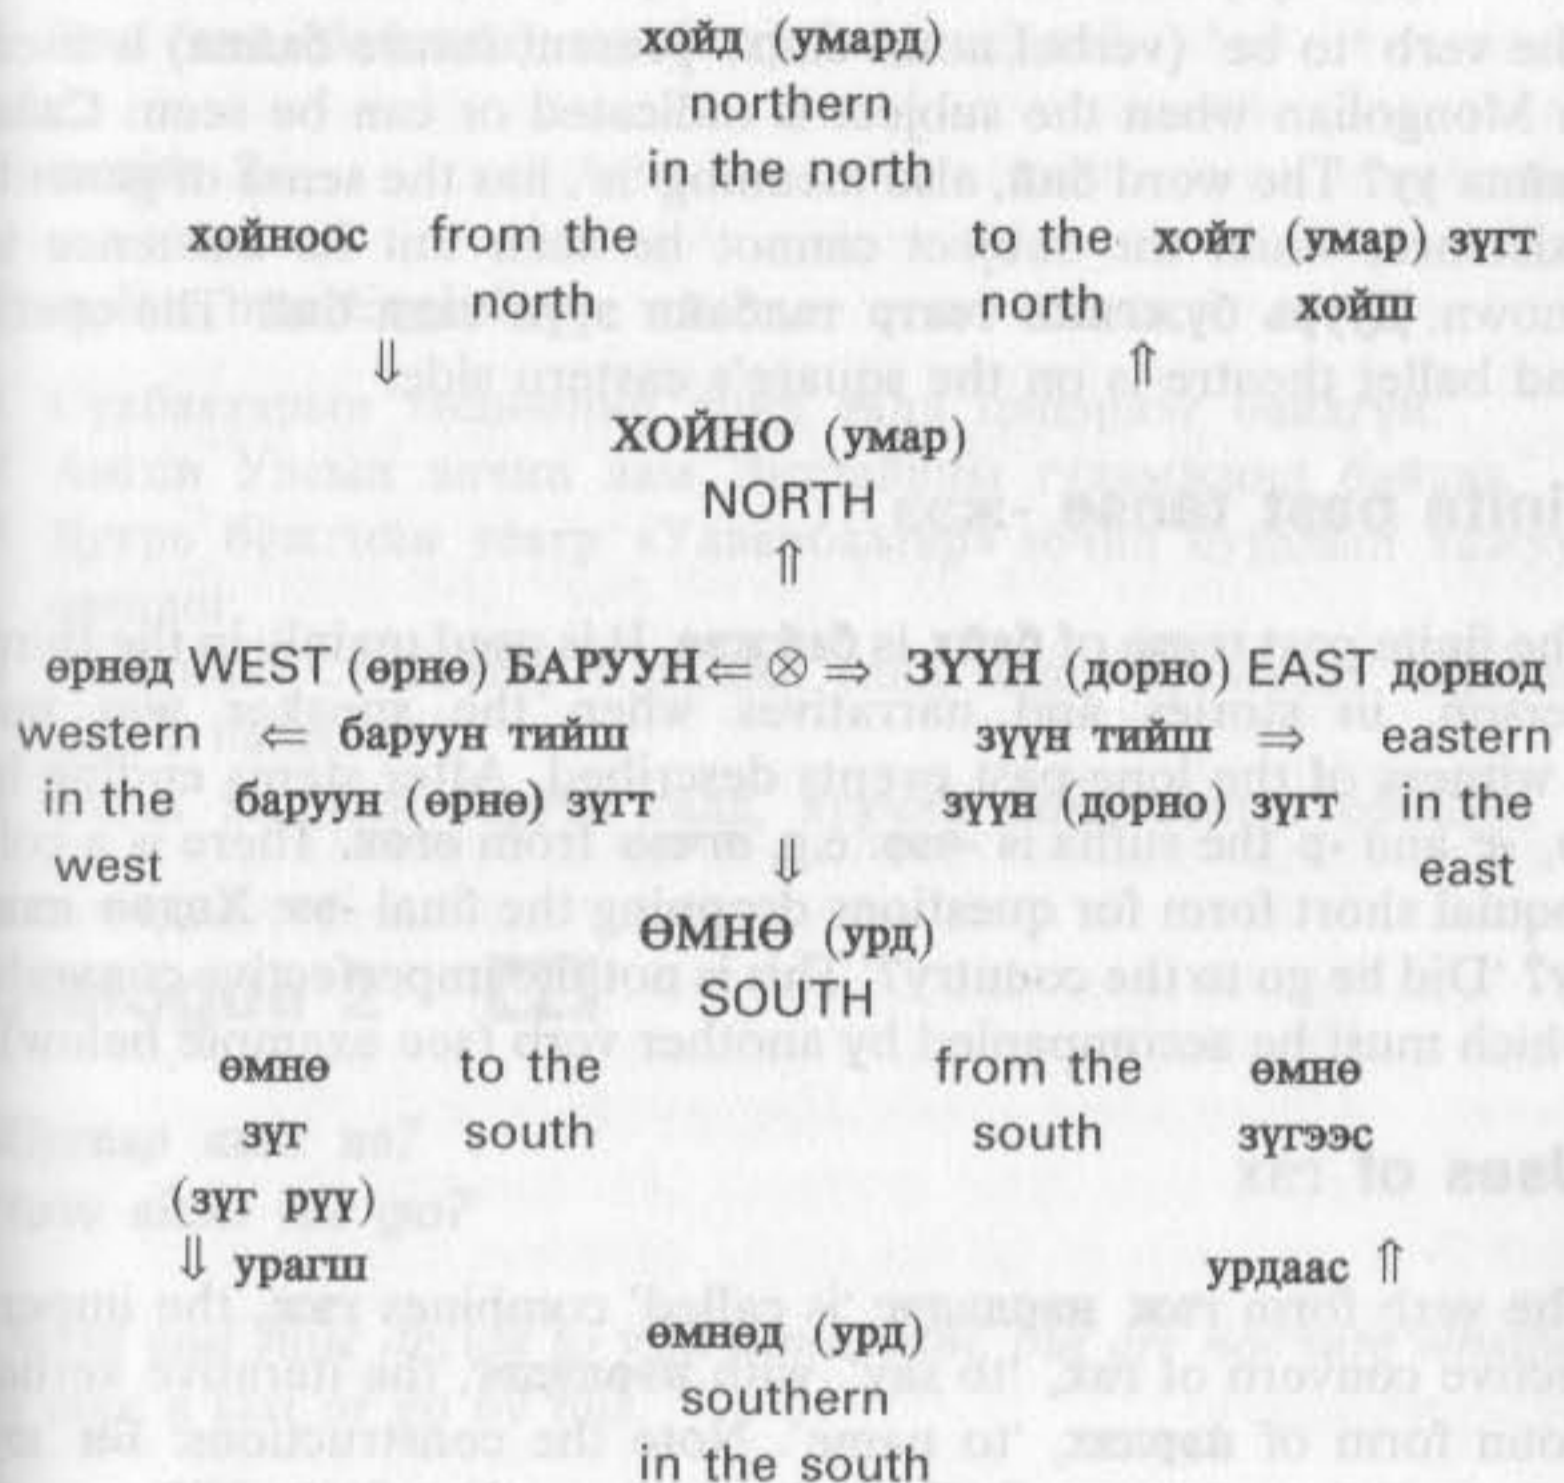 хойд (умард)
northern
in the north
хойноос from the to the хойт (умар) зүгт
north north хойш
⇓ ⇑
ХОЙНО (умар)
NORTH
⇑
өрнөд WEST (өрнө) БАРУУН ⇐ ⊗ ⇒ ЗҮҮН (дорно) EAST дорнод
western ⇐ баруун тийш зүүн тийш ⇒ eastern
in the баруун (өрнө) зүгт зүүн (дорно) зүгт in the
west ⇓ east
ӨМНӨ (урд)
SOUTH
өмнө to the from the өмнө
зүг south south зүгээс
(зүг рүү)
⇓ урагш урдаас ⇑
өмнөд (урд)
southern
in the south